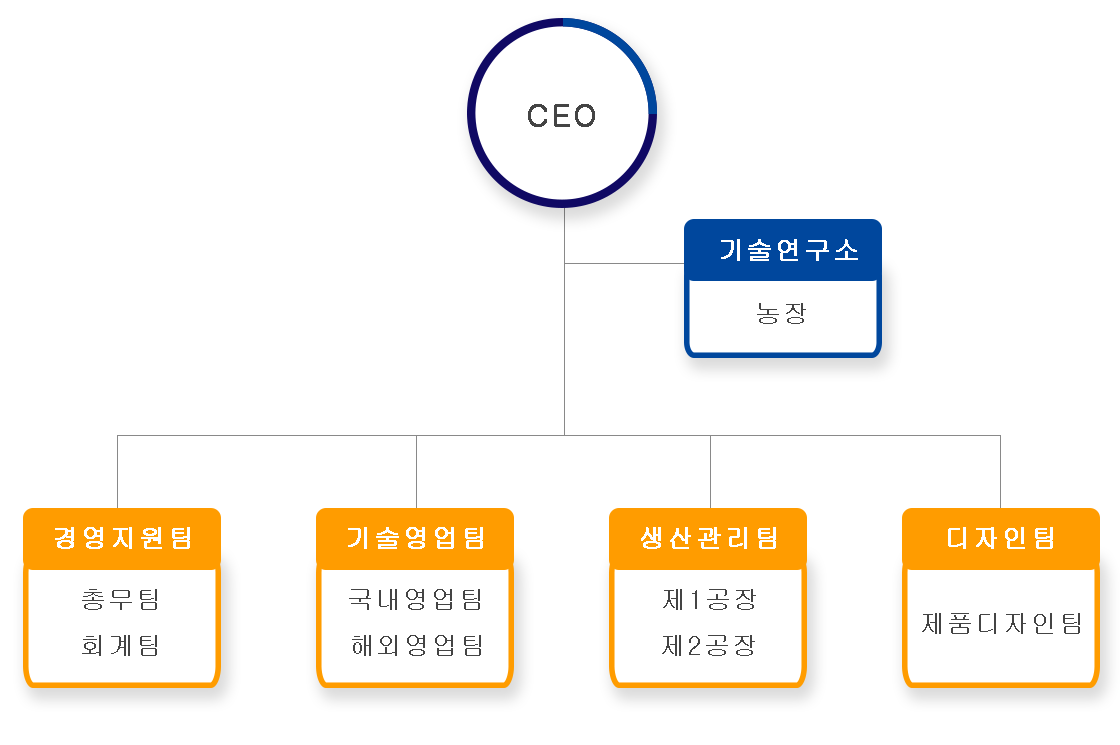 CEO
기술연구소
농장
경영지원팀
총무팀
회계팀
기술영업팀
국내영업팀
해외영업팀
생산관리팀
제1공장
제2공장
디자인팀
제품디자인팀